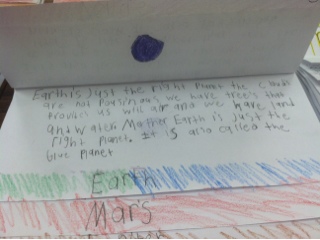 Earth is Just the right Planet the clouds
are not Poursonous we have tree's that
Provides us with air and we have land
and water. Mother Earth is Just the
right Planet. It is also called the
blue Planet
Earth
Mars